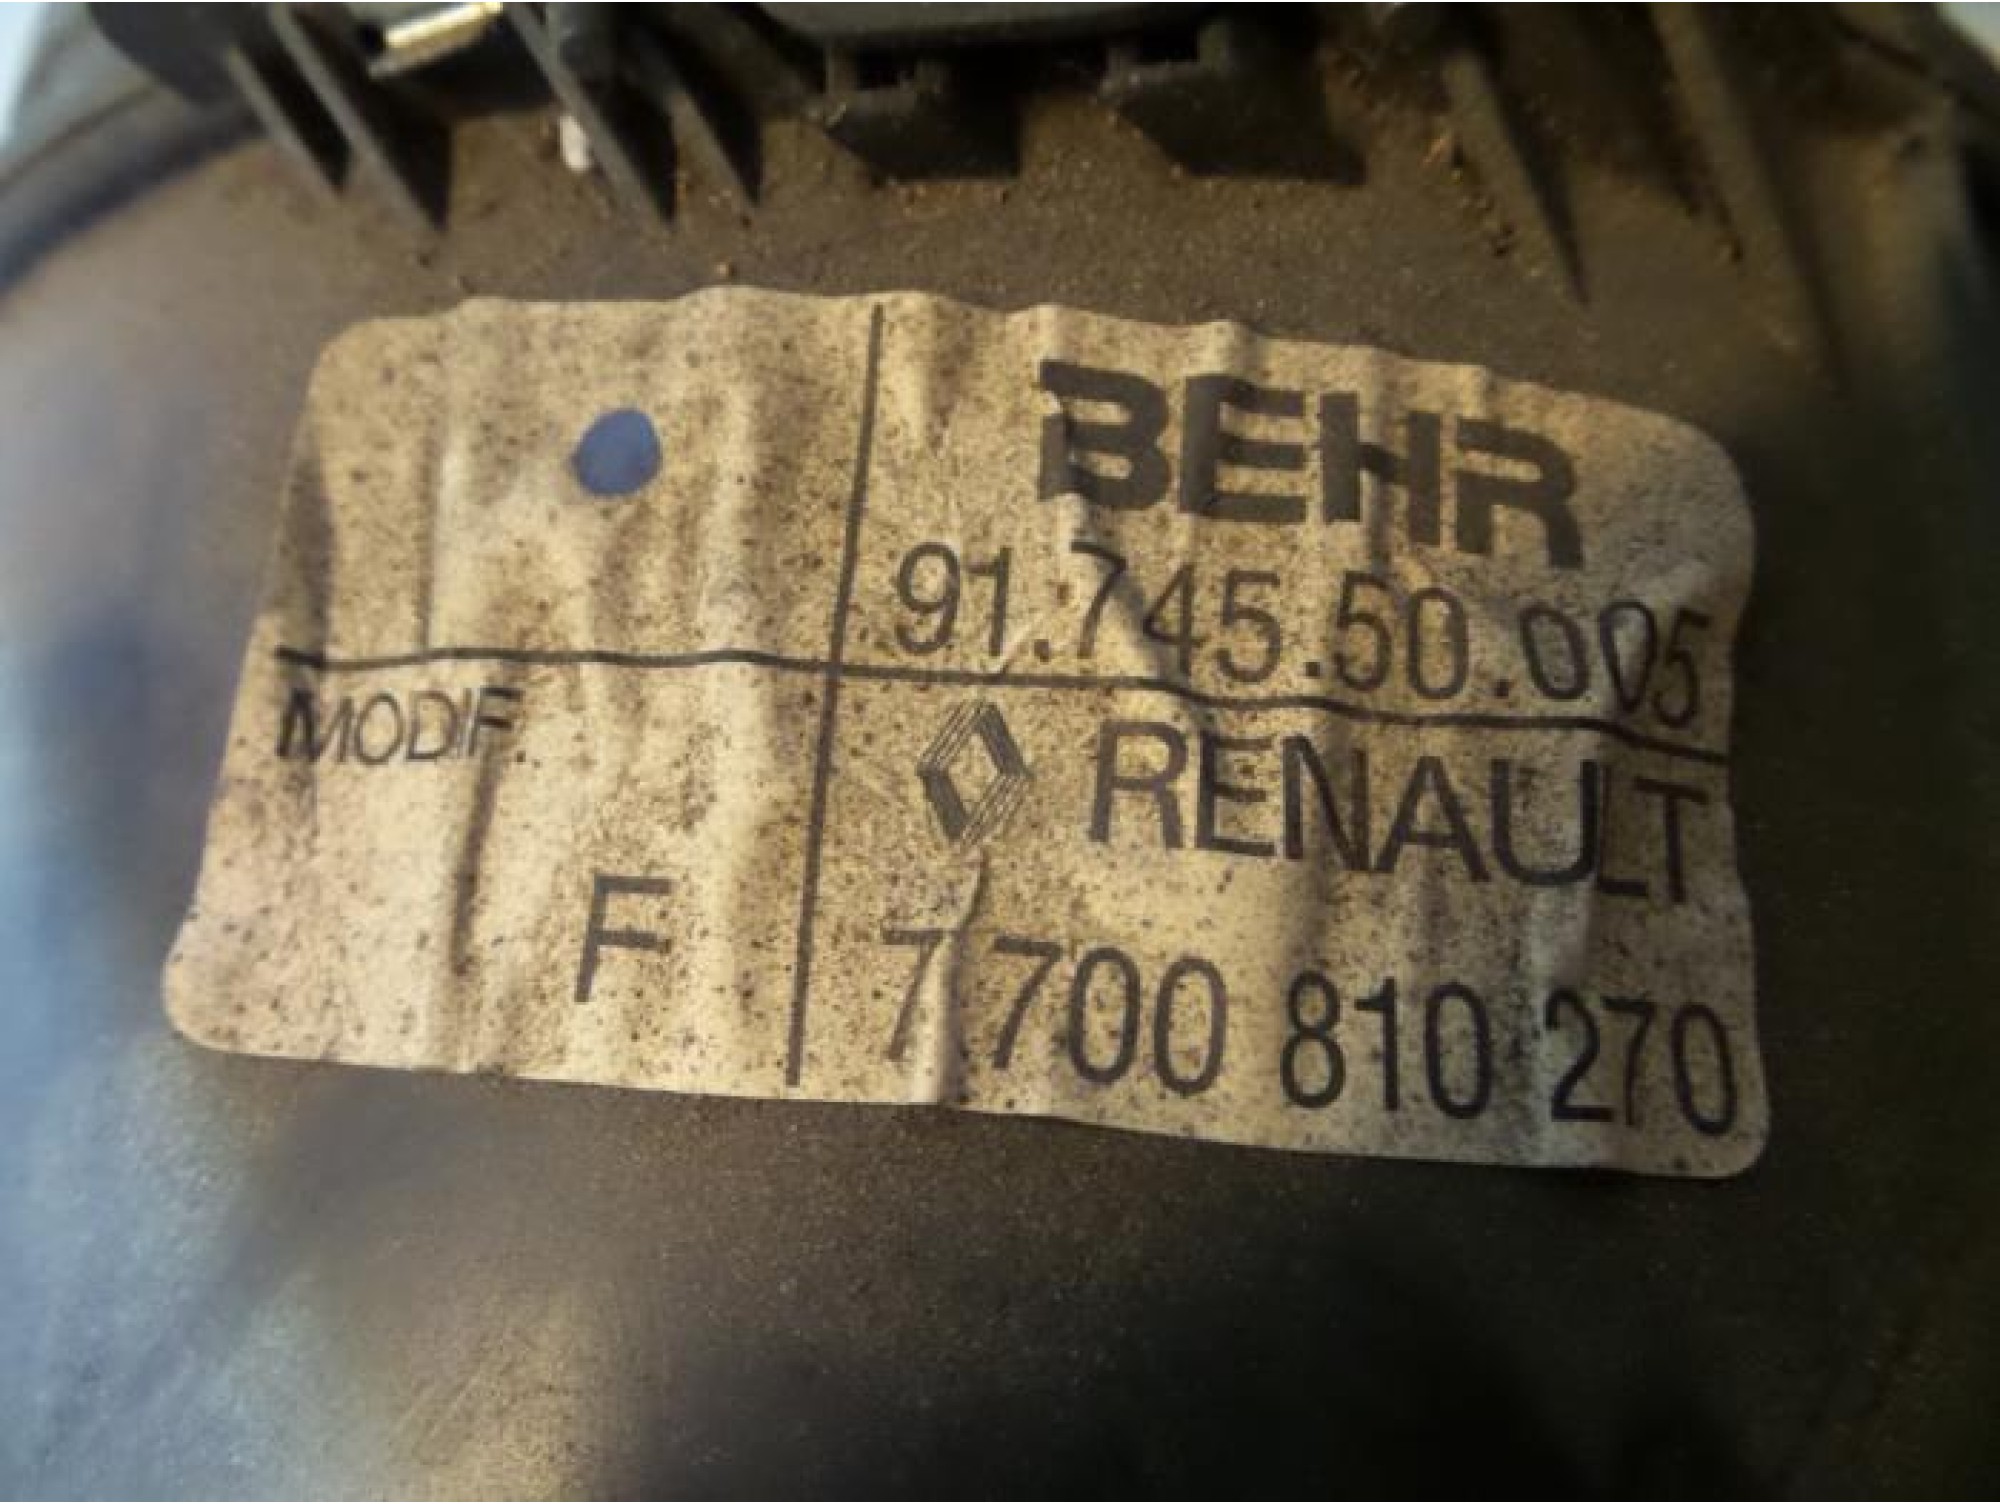 BEHR
91.745.50.005
MODIF.
F
RENAULT
7 700 810 270